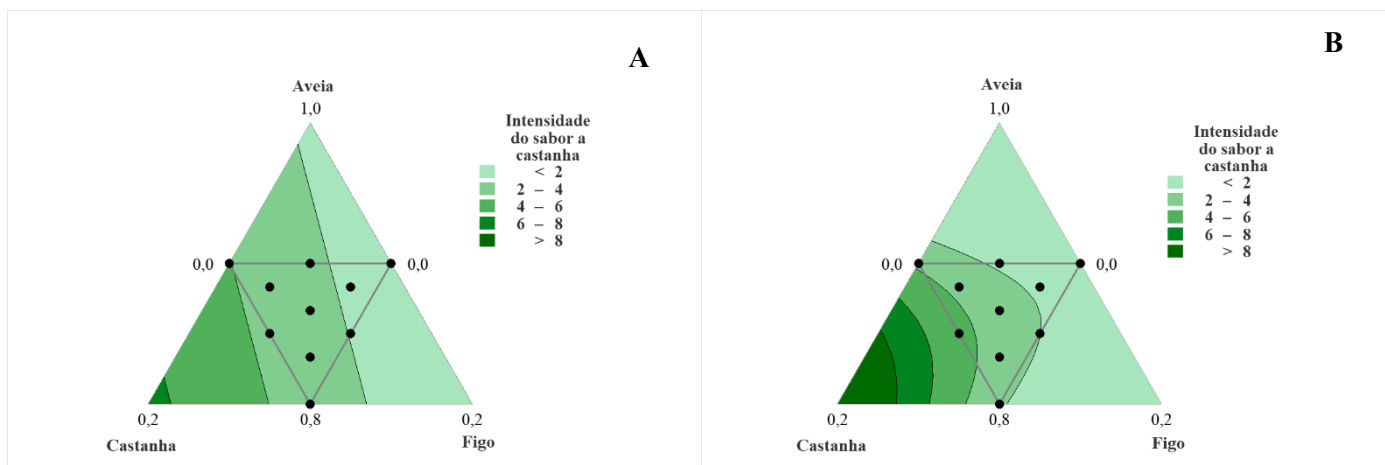 A
Aveia
1,0
Intensidade
do sabor a
castanha
< 2
2 – 4
4 – 6
6 – 8
> 8
0,0
0,0
0,2
0,8
0,2
Castanha
Figo
B
Aveia
1,0
Intensidade
do sabor a
castanha
< 2
2 – 4
4 – 6
6 – 8
> 8
0,0
0,0
0,2
0,8
0,2
Castanha
Figo